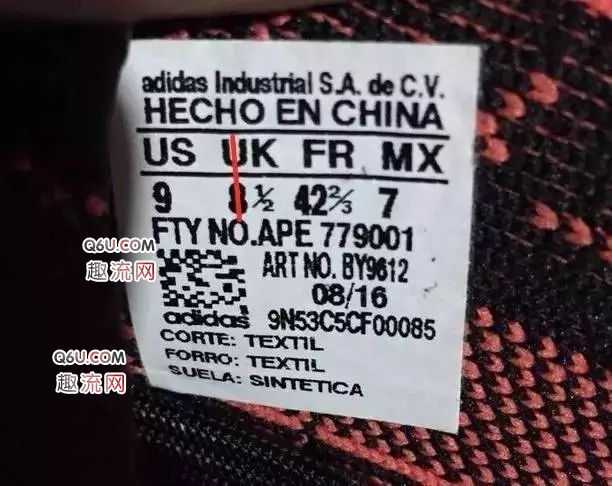 adidas Industrial S.A. de C.V.
HECHO EN CHINA
US UK FR MX
9 8½ 42⅔ 7
FTY NO.APE 779001
ART NO. BY9612
08/16
adidas 9N53C5CF00085
CORTE: TEXTIL
FORRO: TEXTIL
SUELA: SINTETICA
Q6U.COM
趣流网
Q6U.COM
趣流网